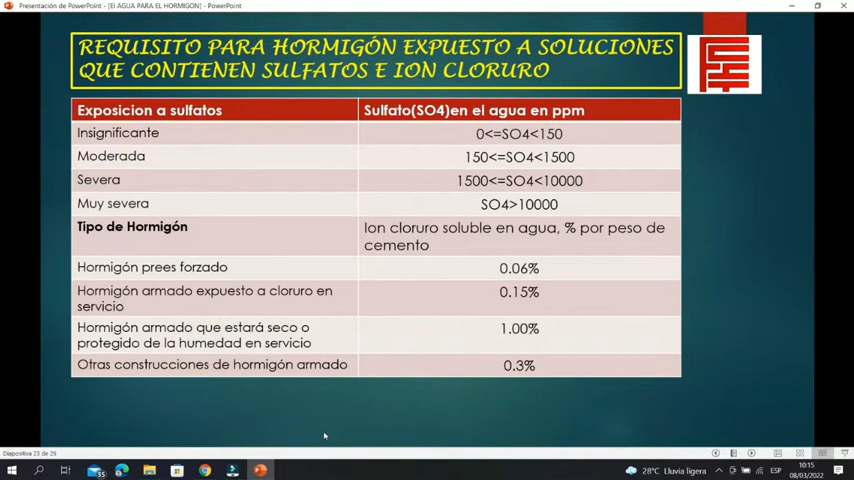 Presentación de PowerPoint - [El AGUA PARA EL HORMIGON] - PowerPoint
REQUISITO PARA HORMIGÓN EXPUESTO A SOLUCIONES
QUE CONTIENEN SULFATOS E ION CLORURO
Exposicion a sulfatos
Sulfato(SO4)en el agua en ppm
Insignificante
0<=SO4<150
Moderada
150<=SO4<1500
Severa
1500<=SO4<10000
Muy severa
SO4>10000
Tipo de Hormigón
Ion cloruro soluble en agua, % por peso de
cemento
Hormigón prees forzado
0.06%
Hormigón armado expuesto a cloruro en
servicio
0.15%
Hormigón armado que estará seco o
protegido de la humedad en servicio
1.00%
Otras construcciones de hormigón armado
0.3%
Diapositiva 23 de 29
35
28°C Lluvia ligera
ESP
10:15
08/03/2022